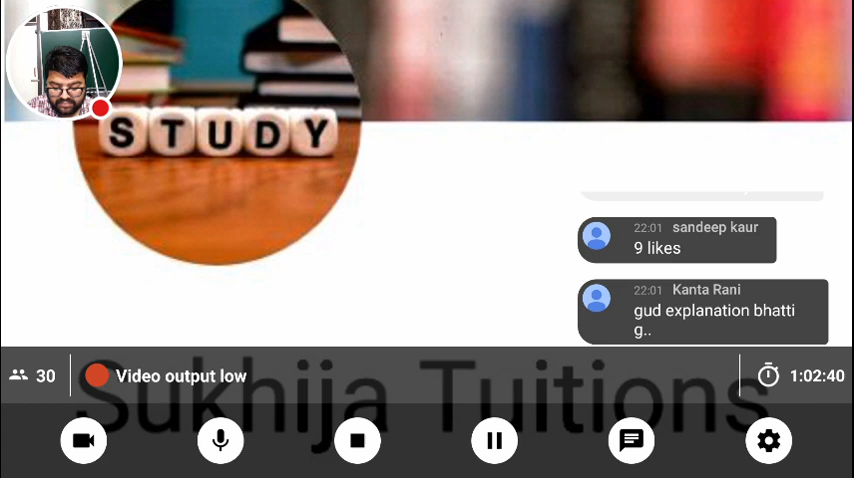 STUDY
22:01 sandeep kaur
9 likes
22:01 Kanta Rani
gud explanation bhatti
g..
30
Video output low
1:02:40
Sukhija Tuitions